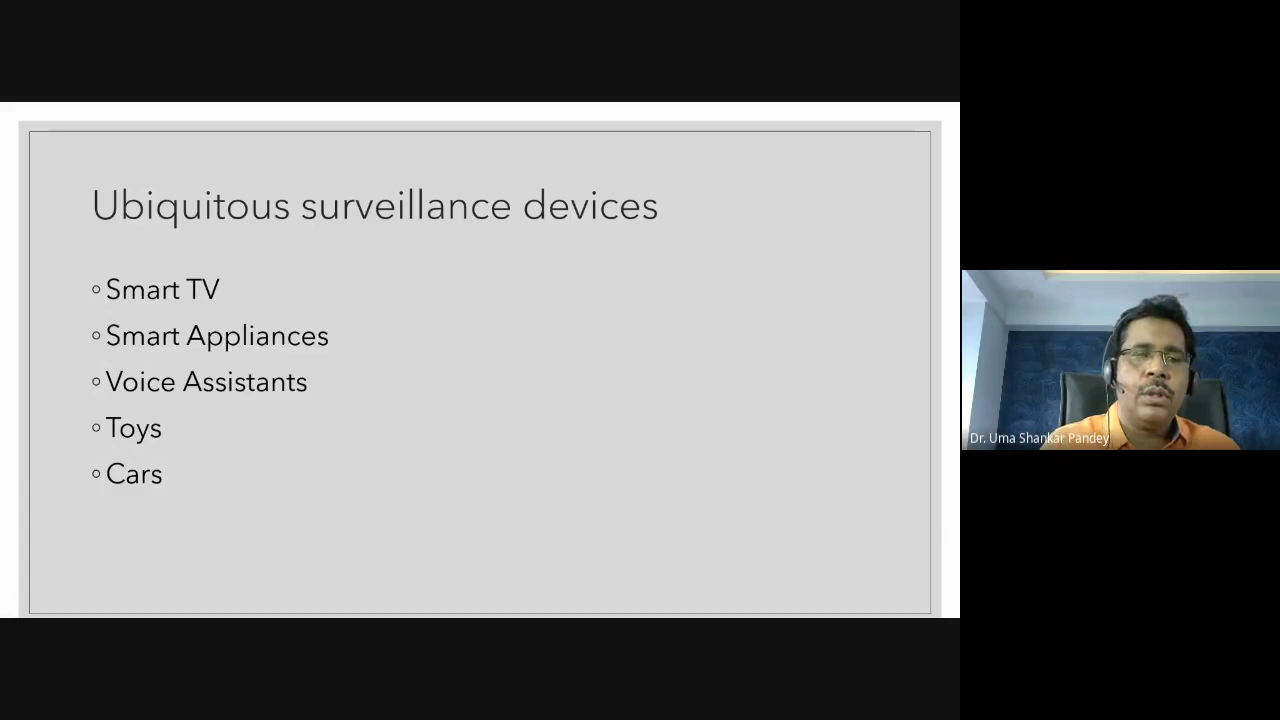 Ubiquitous surveillance devices
◦Smart TV
◦Smart Appliances
◦Voice Assistants
◦Toys
◦Cars
Dr. Uma Shankar Pandey